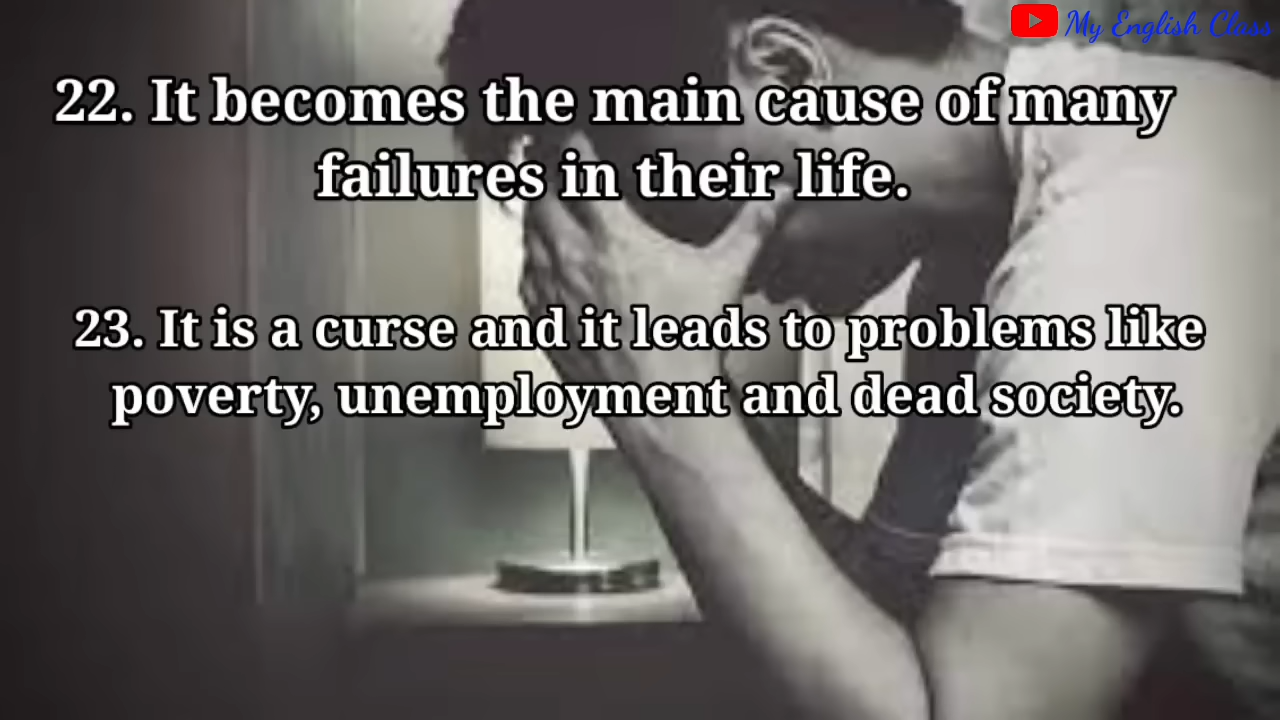 My English Class
22. It becomes the main cause of many
failures in their life.
23. It is a curse and it leads to problems like
poverty, unemployment and dead society.